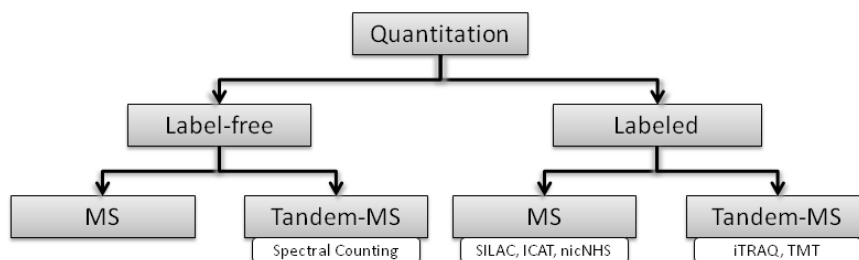 Quantitation
Label-free
Labeled
MS
Tandem-MS
MS
Tandem-MS
Spectral Counting
SILAC, ICAT, nicNHS
iTRAQ, TMT